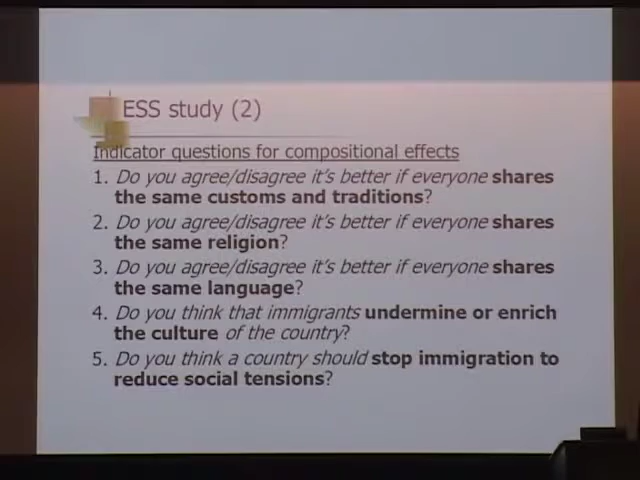 ESS study (2)
Indicator questions for compositional effects
1. Do you agree/disagree it's better if everyone shares
the same customs and traditions?
2. Do you agree/disagree it's better if everyone shares
the same religion?
3. Do you agree/disagree it's better if everyone shares
the same language?
4. Do you think that immigrants undermine or enrich
the culture of the country?
5. Do you think a country should stop immigration to
reduce social tensions?